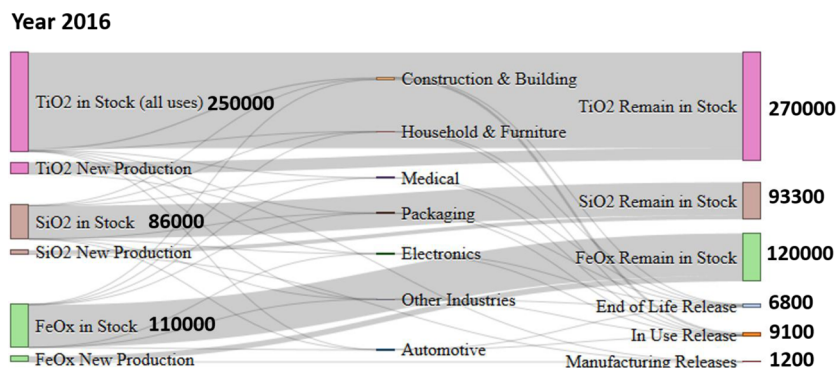 Year 2016
TiO2 in Stock (all uses) 250000
TiO2 New Production
SiO2 in Stock 86000
SiO2 New Production
FeOx in Stock 110000
FeOx New Production
Construction & Building
Household & Furniture
Medical
Packaging
Electronics
Other Industries
Automotive
TiO2 Remain in Stock 270000
SiO2 Remain in Stock 93300
FeOx Remain in Stock 120000
End of Life Release 6800
In Use Release 9100
Manufacturing Releases 1200